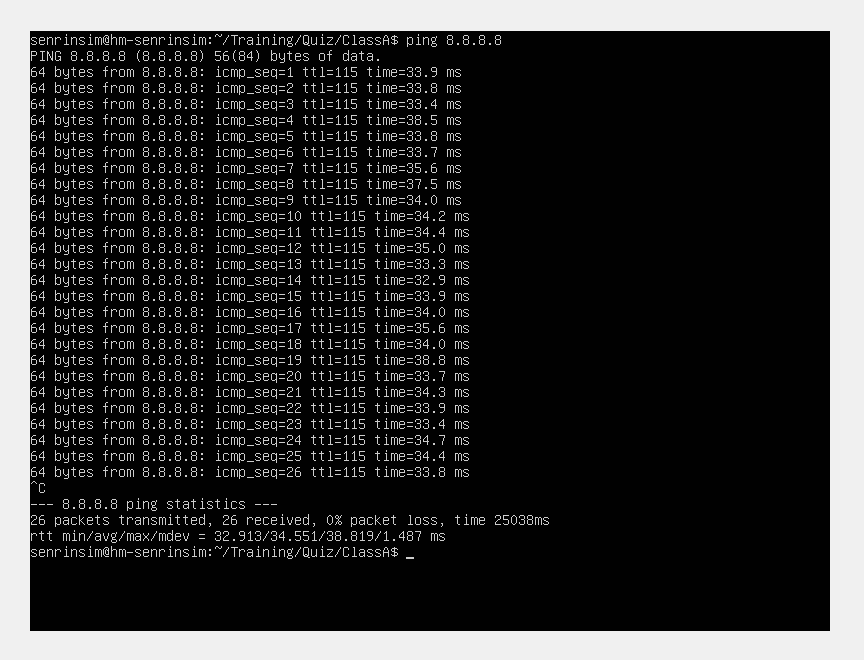 senrinsim@hm-senrinsim:~/Training/Quiz/ClassA$ ping 8.8.8.8
PING 8.8.8.8 (8.8.8.8) 56(84) bytes of data.
64 bytes from 8.8.8.8: icmp_seq=1 ttl=115 time=33.9 ms
64 bytes from 8.8.8.8: icmp_seq=2 ttl=115 time=33.8 ms
64 bytes from 8.8.8.8: icmp_seq=3 ttl=115 time=33.4 ms
64 bytes from 8.8.8.8: icmp_seq=4 ttl=115 time=38.5 ms
64 bytes from 8.8.8.8: icmp_seq=5 ttl=115 time=33.8 ms
64 bytes from 8.8.8.8: icmp_seq=6 ttl=115 time=33.7 ms
64 bytes from 8.8.8.8: icmp_seq=7 ttl=115 time=35.6 ms
64 bytes from 8.8.8.8: icmp_seq=8 ttl=115 time=37.5 ms
64 bytes from 8.8.8.8: icmp_seq=9 ttl=115 time=34.0 ms
64 bytes from 8.8.8.8: icmp_seq=10 ttl=115 time=34.2 ms
64 bytes from 8.8.8.8: icmp_seq=11 ttl=115 time=34.4 ms
64 bytes from 8.8.8.8: icmp_seq=12 ttl=115 time=35.0 ms
64 bytes from 8.8.8.8: icmp_seq=13 ttl=115 time=33.3 ms
64 bytes from 8.8.8.8: icmp_seq=14 ttl=115 time=32.9 ms
64 bytes from 8.8.8.8: icmp_seq=15 ttl=115 time=33.9 ms
64 bytes from 8.8.8.8: icmp_seq=16 ttl=115 time=34.0 ms
64 bytes from 8.8.8.8: icmp_seq=17 ttl=115 time=35.6 ms
64 bytes from 8.8.8.8: icmp_seq=18 ttl=115 time=34.0 ms
64 bytes from 8.8.8.8: icmp_seq=19 ttl=115 time=38.8 ms
64 bytes from 8.8.8.8: icmp_seq=20 ttl=115 time=33.7 ms
64 bytes from 8.8.8.8: icmp_seq=21 ttl=115 time=34.3 ms
64 bytes from 8.8.8.8: icmp_seq=22 ttl=115 time=33.9 ms
64 bytes from 8.8.8.8: icmp_seq=23 ttl=115 time=33.4 ms
64 bytes from 8.8.8.8: icmp_seq=24 ttl=115 time=34.7 ms
64 bytes from 8.8.8.8: icmp_seq=25 ttl=115 time=34.4 ms
64 bytes from 8.8.8.8: icmp_seq=26 ttl=115 time=33.8 ms
^C
--- 8.8.8.8 ping statistics ---
26 packets transmitted, 26 received, 0% packet loss, time 25038ms
rtt min/avg/max/mdev = 32.913/34.551/38.819/1.487 ms
senrinsim@hm-senrinsim:~/Training/Quiz/ClassA$ _